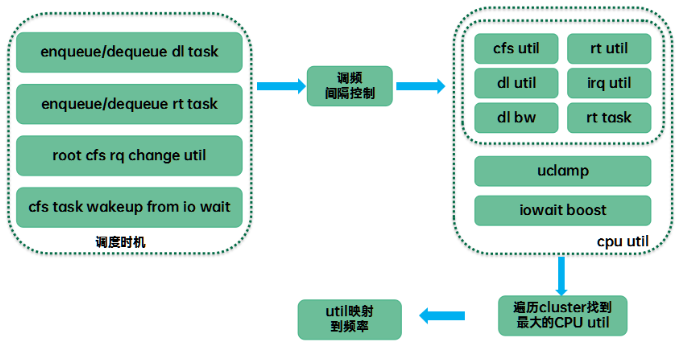 enqueue/dequeue dl task
enqueue/dequeue rt task
root cfs rq change util
cfs task wakeup from io wait
调度时机
调频
间隔控制
cfs util
rt util
dl util
irq util
dl bw
rt task
uclamp
iowait boost
cpu util
遍历cluster找到
最大的CPU util
util映射
到频率